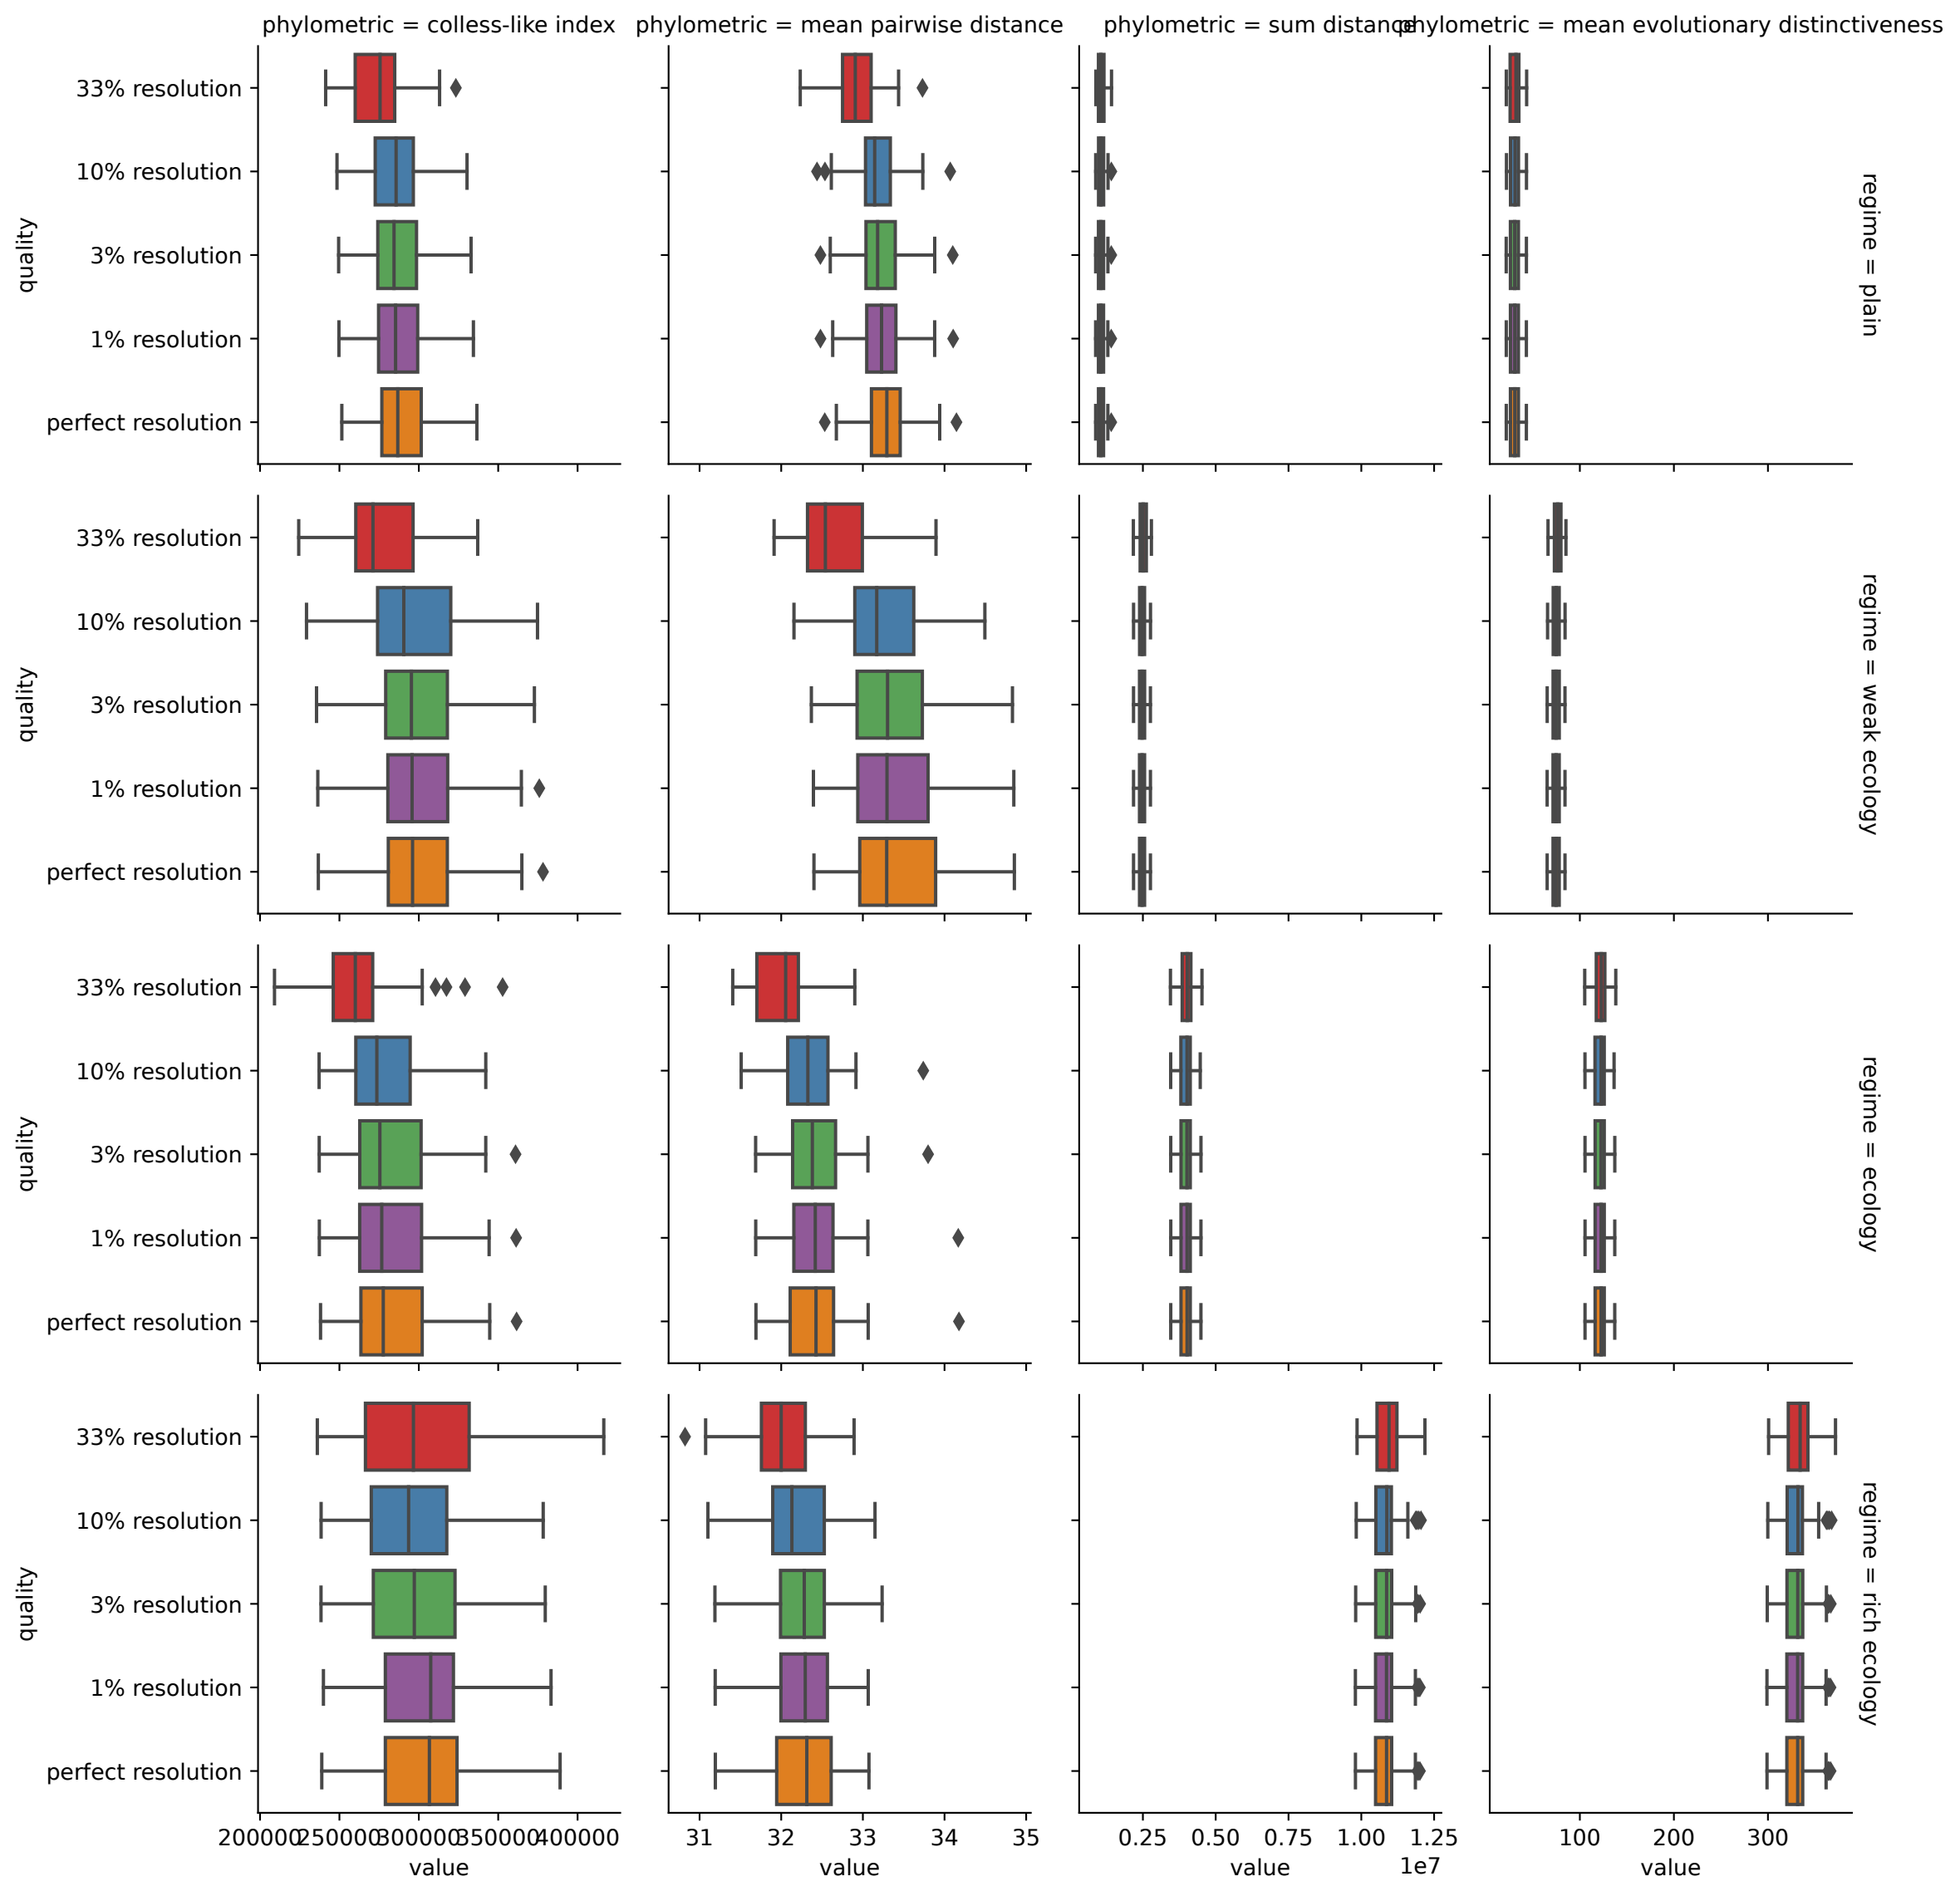 phylometric = colless-like index
phylometric = mean pairwise distance
phylometric = sum distance
phylometric = mean evolutionary distinctiveness
33% resolution
10% resolution
3% resolution
1% resolution
perfect resolution
quality
regime = plain
33% resolution
10% resolution
3% resolution
1% resolution
perfect resolution
quality
regime = weak ecology
33% resolution
10% resolution
3% resolution
1% resolution
perfect resolution
quality
regime = ecology
33% resolution
10% resolution
3% resolution
1% resolution
perfect resolution
quality
regime = rich ecology
200000 250000 300000 350000 400000
value
31 32 33 34 35
value
0.25 0.50 0.75 1.00 1.25
1e7
value
100 200 300
value